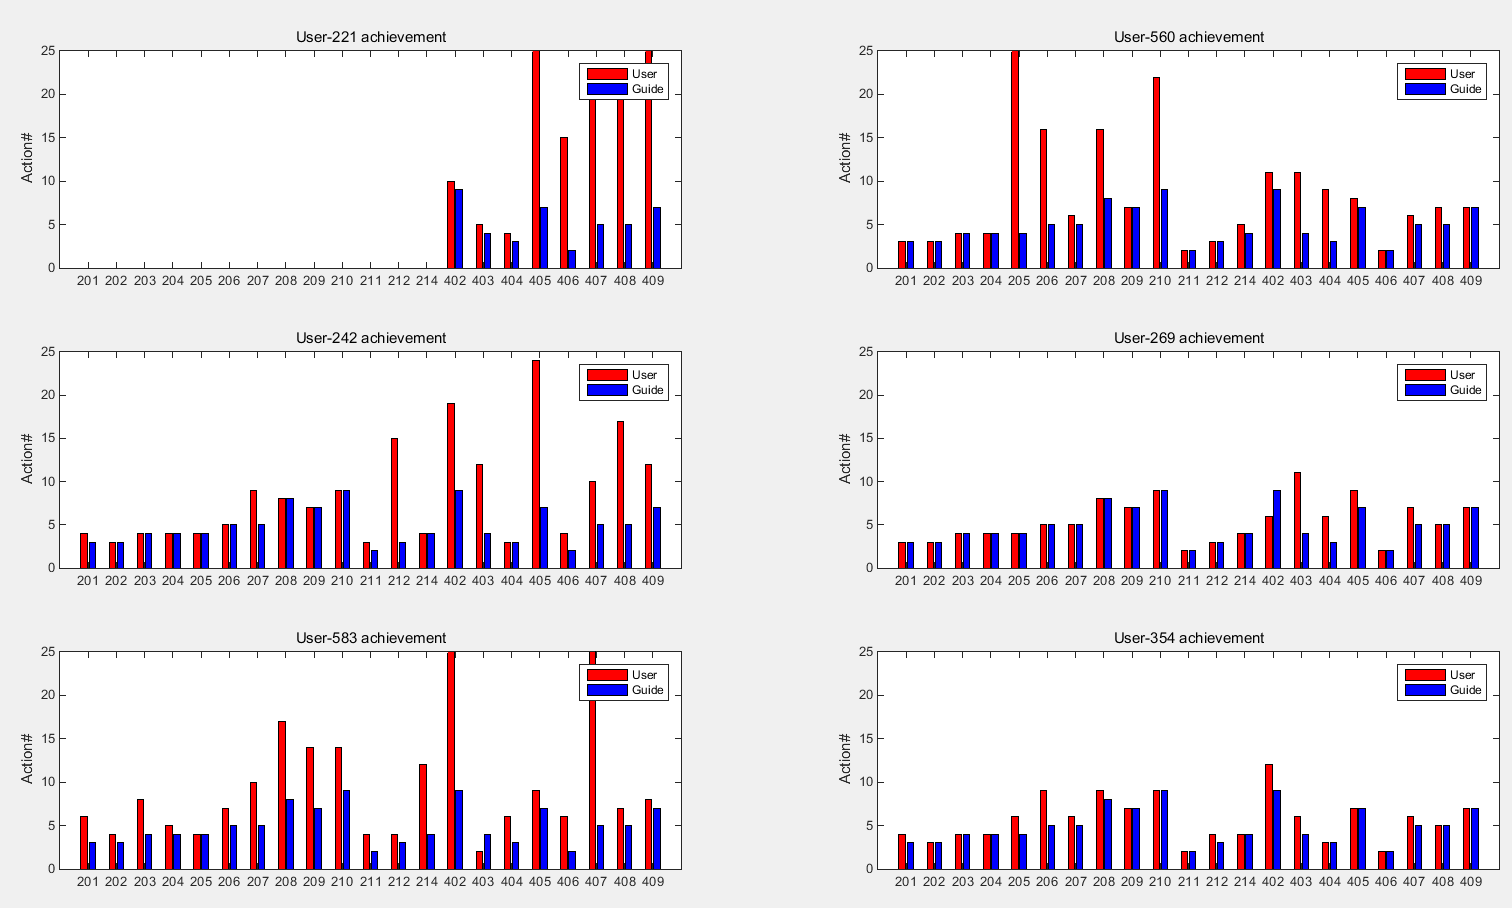 User-221 achievement
Action#
25
20
15
10
5
0
User
Guide
201 202 203 204 205 206 207 208 209 210 211 212 214 402 403 404 405 406 407 408 409
User-560 achievement
Action#
25
20
15
10
5
0
User
Guide
201 202 203 204 205 206 207 208 209 210 211 212 214 402 403 404 405 406 407 408 409
User-242 achievement
Action#
25
20
15
10
5
0
User
Guide
201 202 203 204 205 206 207 208 209 210 211 212 214 402 403 404 405 406 407 408 409
User-269 achievement
Action#
25
20
15
10
5
0
User
Guide
201 202 203 204 205 206 207 208 209 210 211 212 214 402 403 404 405 406 407 408 409
User-583 achievement
Action#
25
20
15
10
5
0
User
Guide
201 202 203 204 205 206 207 208 209 210 211 212 214 402 403 404 405 406 407 408 409
User-354 achievement
Action#
25
20
15
10
5
0
User
Guide
201 202 203 204 205 206 207 208 209 210 211 212 214 402 403 404 405 406 407 408 409